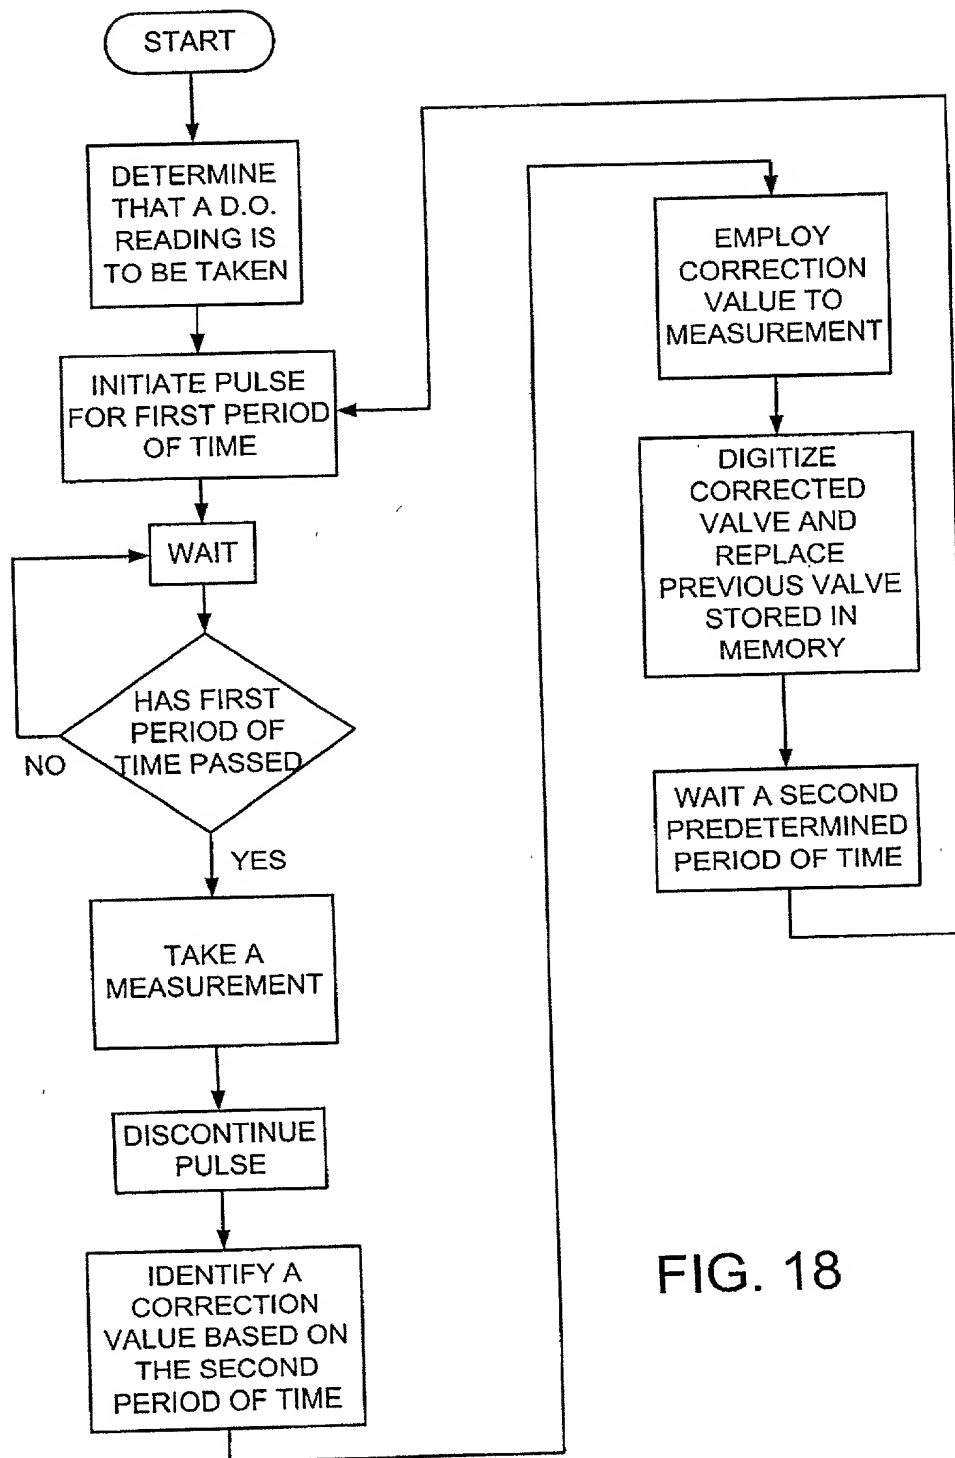 START
DETERMINE
THAT A D.O.
READING IS
TO BE TAKEN
INITIATE PULSE
FOR FIRST PERIOD
OF TIME
WAIT
HAS FIRST
PERIOD OF
TIME PASSED
NO
YES
TAKE A
MEASUREMENT
DISCONTINUE
PULSE
IDENTIFY A
CORRECTION
VALUE BASED ON
THE SECOND
PERIOD OF TIME
EMPLOY
CORRECTION
VALUE TO
MEASUREMENT
DIGITIZE
CORRECTED
VALVE AND
REPLACE
PREVIOUS VALVE
STORED IN
MEMORY
WAIT A SECOND
PREDETERMINED
PERIOD OF TIME
FIG. 18